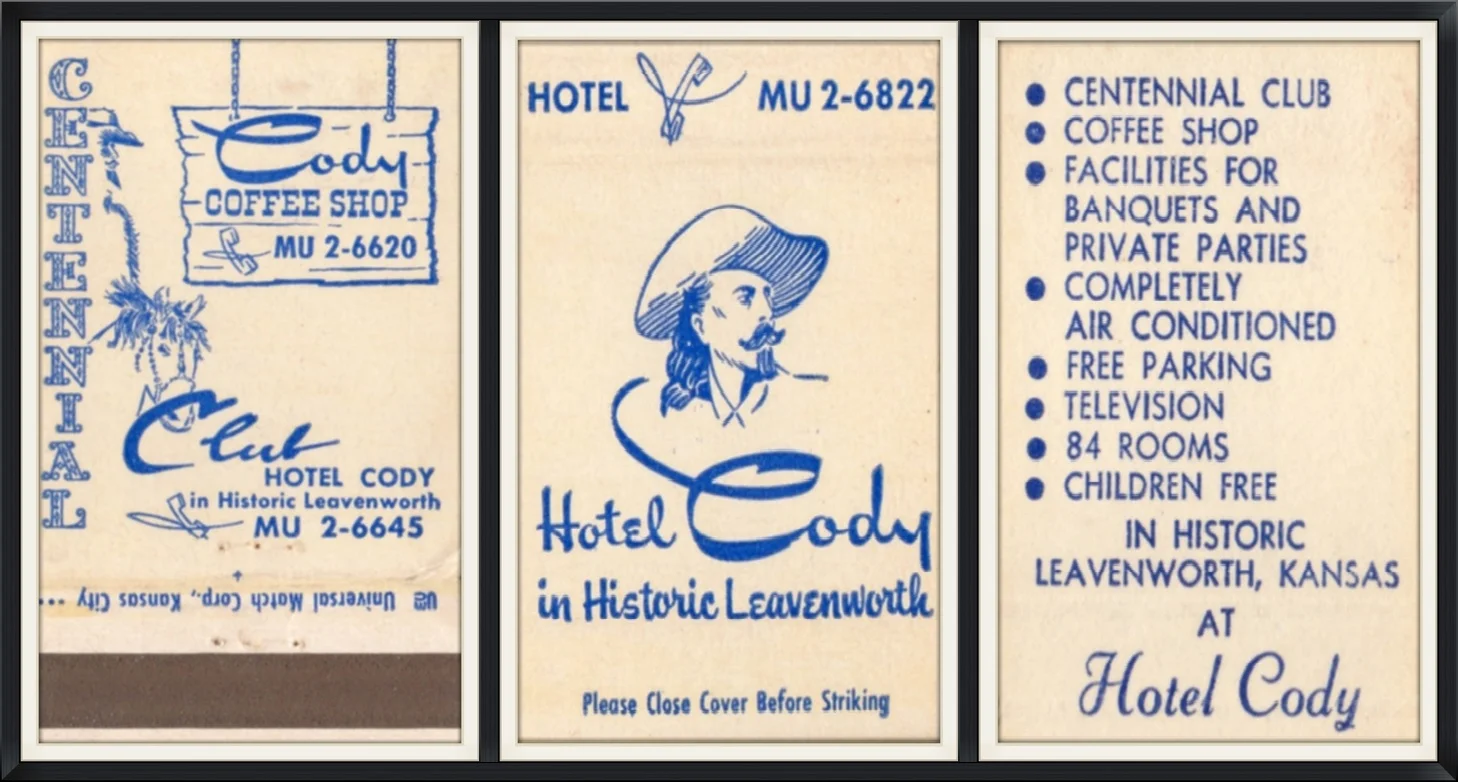 CENTENNIAL
Cody
COFFEE SHOP
MU 2-6620
Club
HOTEL CODY
in Historic Leavenworth
MU 2-6645
UM Universal Match Corp., Kansas City ...
HOTEL MU 2-6822
Hotel Cody
in Historic Leavenworth
Please Close Cover Before Striking
● CENTENNIAL CLUB
● COFFEE SHOP
● FACILITIES FOR
BANQUETS AND
PRIVATE PARTIES
● COMPLETELY
AIR CONDITIONED
● FREE PARKING
● TELEVISION
● 84 ROOMS
● CHILDREN FREE
IN HISTORIC
LEAVENWORTH, KANSAS
AT
Hotel Cody